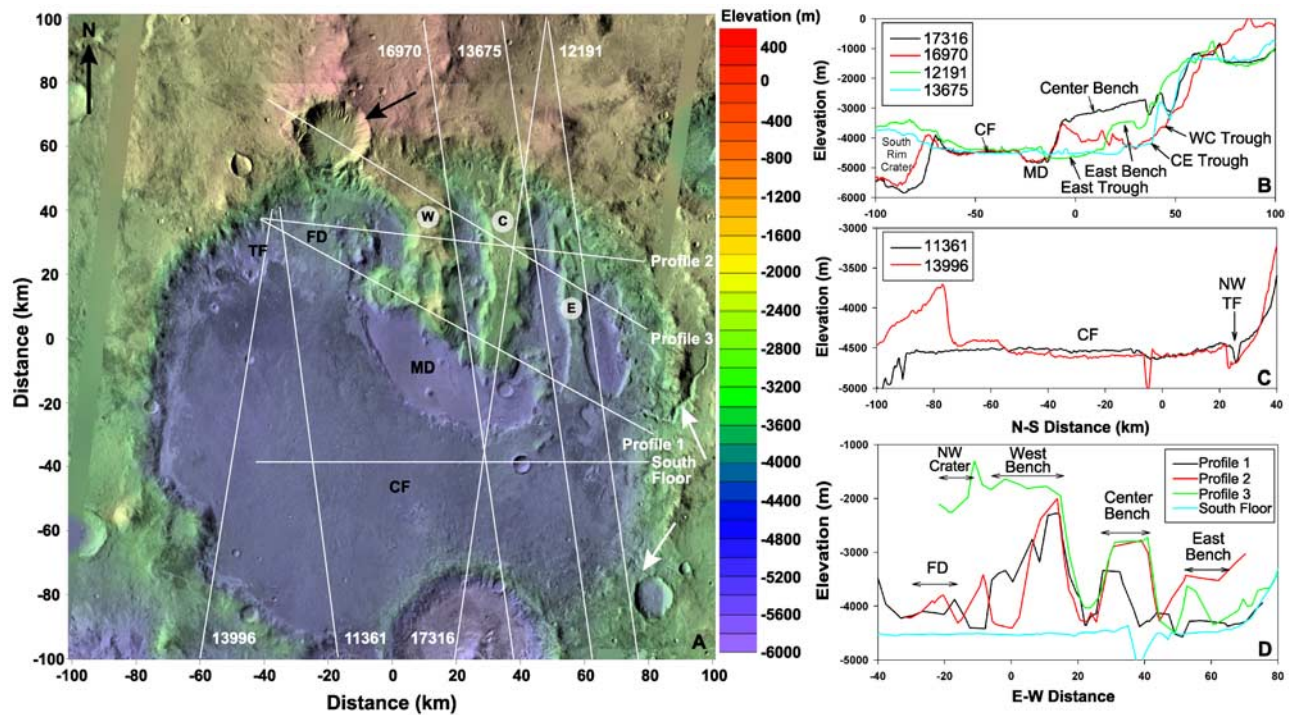 Elevation (m)
N
16970
13675
12191
W
C
E
FD
TF
MD
CF
Profile 2
Profile 3
Profile 1
South
Floor
13996
11361
17316
A
100
80
60
40
20
0
-20
-40
-60
-80
-100
Distance (km)
-100 -80 -60 -40 -20 0 20 40 60 80 100
Distance (km)
400
0
-400
-800
-1200
-1600
-2000
-2400
-2800
-3200
-3600
-4000
-4400
-4800
-5200
-5600
-6000
17316
16970
12191
13675
Center Bench
South
Rim
Crater
CF
MD
WC Trough
CE Trough
East Bench
East Trough
B
Elevation (m)
0
-1000
-2000
-3000
-4000
-5000
-6000
-100 -50 0 50 100
11361
13996
NW
TF
CF
C
Elevation (m)
-3000
-3500
-4000
-4500
-5000
-100 -80 -60 -40 -20 0 20 40
N-S Distance (km)
NW
Crater
West
Bench
Profile 1
Profile 2
Profile 3
South Floor
Center
Bench
East
Bench
FD
D
Elevation (m)
-1000
-2000
-3000
-4000
-5000
-40 -20 0 20 40 60 80
E-W Distance